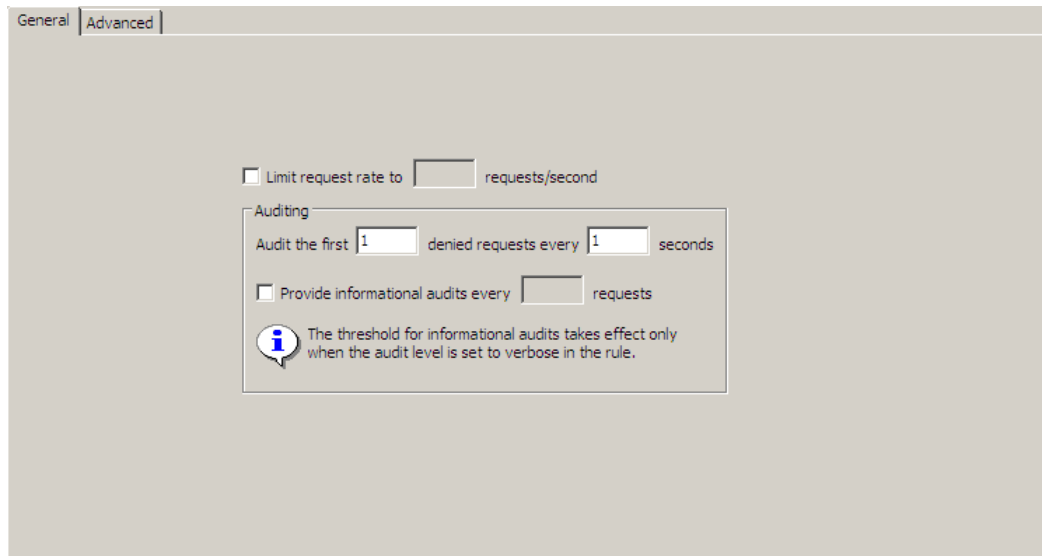 General Advanced
Limit request rate to requests/second
Auditing
Audit the first 1 denied requests every 1 seconds
Provide informational audits every requests
The threshold for informational audits takes effect only
when the audit level is set to verbose in the rule.